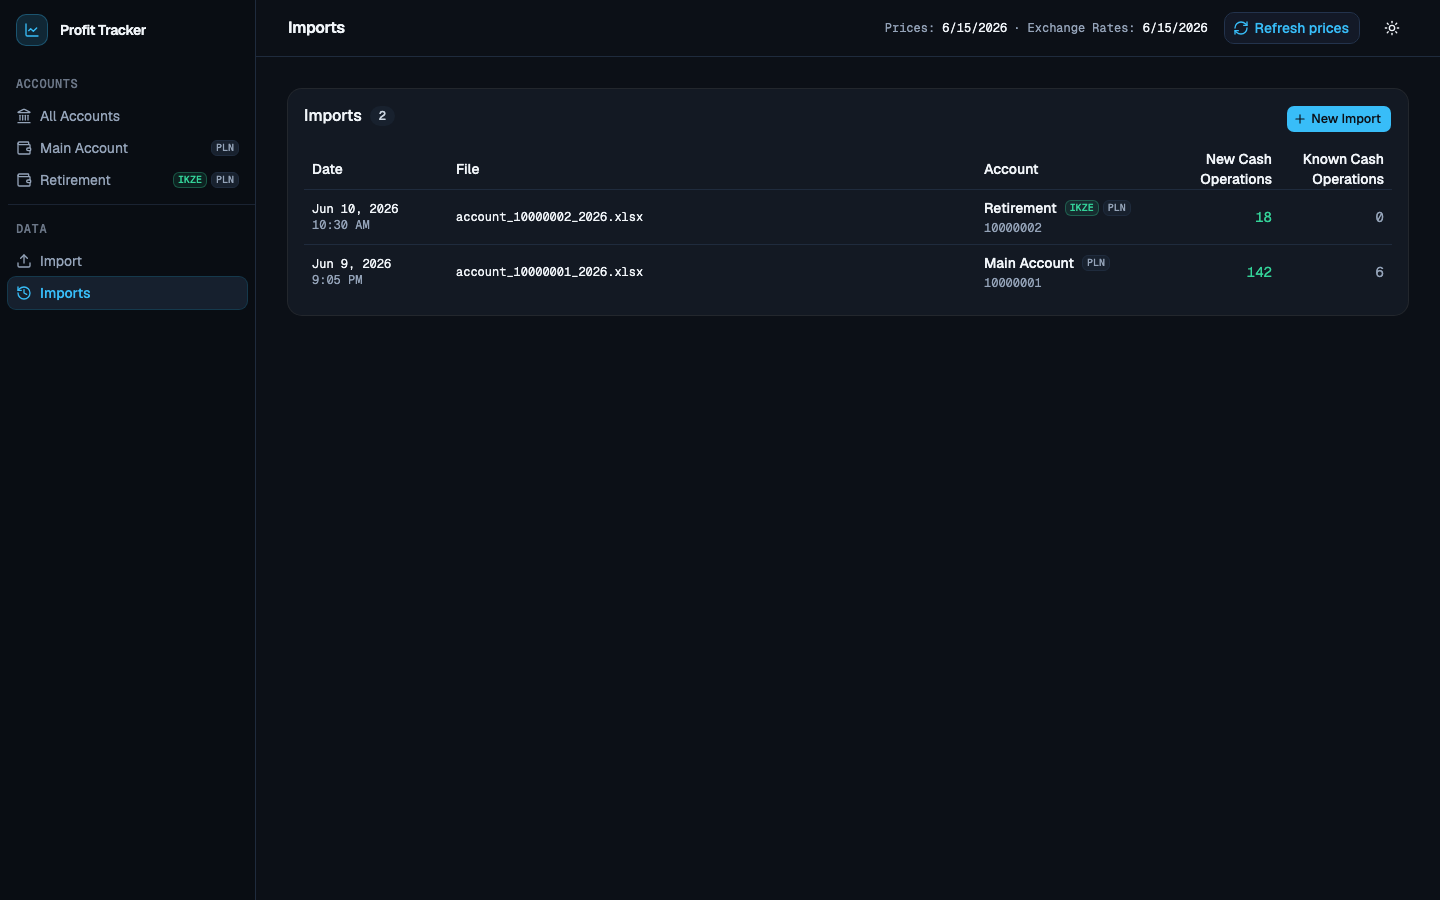 Profit Tracker
ACCOUNTS
All Accounts
Main Account PLN
Retirement IKZE PLN
DATA
Import
Imports
Imports
Prices: 6/15/2026 · Exchange Rates: 6/15/2026
Refresh prices
Imports 2
New Import
Date File Account New Cash Operations Known Cash Operations
Jun 10, 2026
10:30 AM
account_10000002_2026.xlsx
Retirement IKZE PLN
10000002
18 0
Jun 9, 2026
9:05 PM
account_10000001_2026.xlsx
Main Account PLN
10000001
142 6